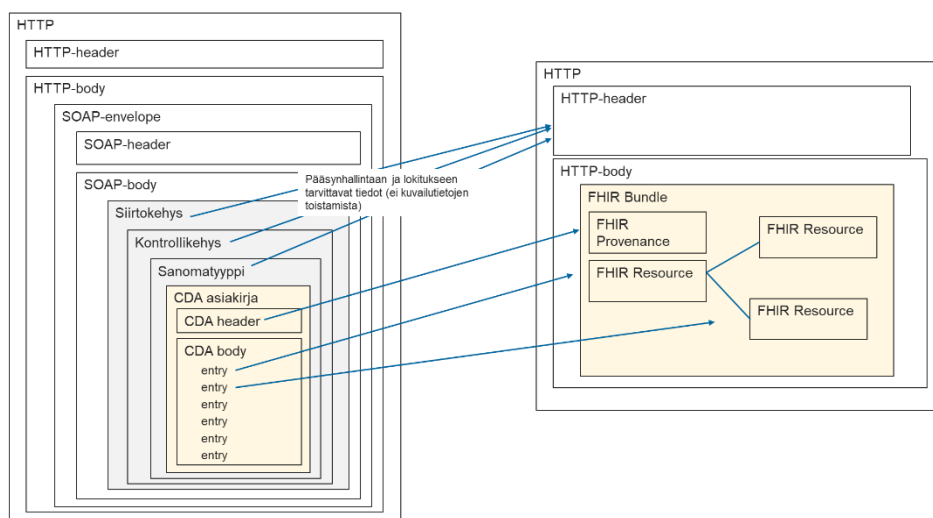 HTTP
HTTP-header
HTTP-body
SOAP-envelope
SOAP-header
SOAP-body
Siirtokehys
Kontrollikehys
Sanomatyyppi
CDA asiakirja
CDA header
CDA body
entry
entry
entry
entry
entry
entry
Pääsynhallintaan ja lokitukseen
tarvittavat tiedot (ei kuvailutietojen
toistamista)
HTTP
HTTP-header
HTTP-body
FHIR Bundle
FHIR
Provenance
FHIR Resource
FHIR Resource
FHIR Resource